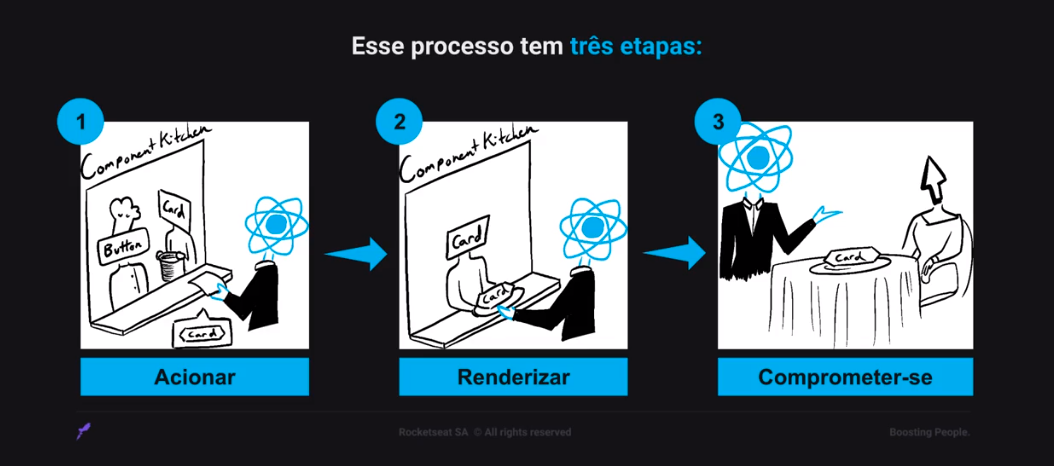 Esse processo tem três etapas:
1
Component Kitchen
Button
Card
Card
Acionar
2
Component Kitchen
Card
Card
Renderizar
3
Card
Comprometer-se
Rocketseat SA © All rights reserved
Boosting People.